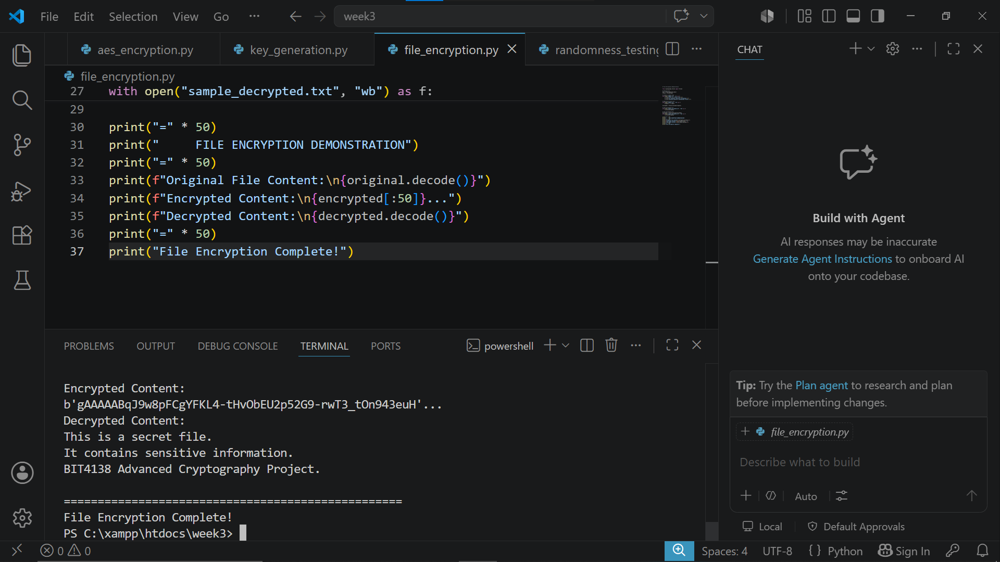 File Edit Selection View Go ...
week3
aes_encryption.py
key_generation.py
file_encryption.py
randomness_testing
file_encryption.py
27 with open("sample_decrypted.txt", "wb") as f:
29
30 print("=" * 50)
31 print("     FILE ENCRYPTION DEMONSTRATION")
32 print("=" * 50)
33 print(f"Original File Content:\n{original.decode()}")
34 print(f"Encrypted Content:\n{encrypted[:50]}...")
35 print(f"Decrypted Content:\n{decrypted.decode()}")
36 print("=" * 50)
37 print("File Encryption Complete!")
PROBLEMS OUTPUT DEBUG CONSOLE TERMINAL PORTS
powershell
Encrypted Content:
b'gAAAAABqJ9w8pFCgYFKL4-tHvObEU2p52G9-rwT3_tOn943euH'...
Decrypted Content:
This is a secret file.
It contains sensitive information.
BIT4138 Advanced Cryptography Project.
==================================================
File Encryption Complete!
PS C:\xampp\htdocs\week3>
CHAT
Build with Agent
AI responses may be inaccurate
Generate Agent Instructions to onboard AI
onto your codebase.
Tip: Try the Plan agent to research and plan
before implementing changes.
file_encryption.py
Describe what to build
Auto
Local
Default Approvals
0 0
Spaces: 4
UTF-8
{ } Python
Sign In